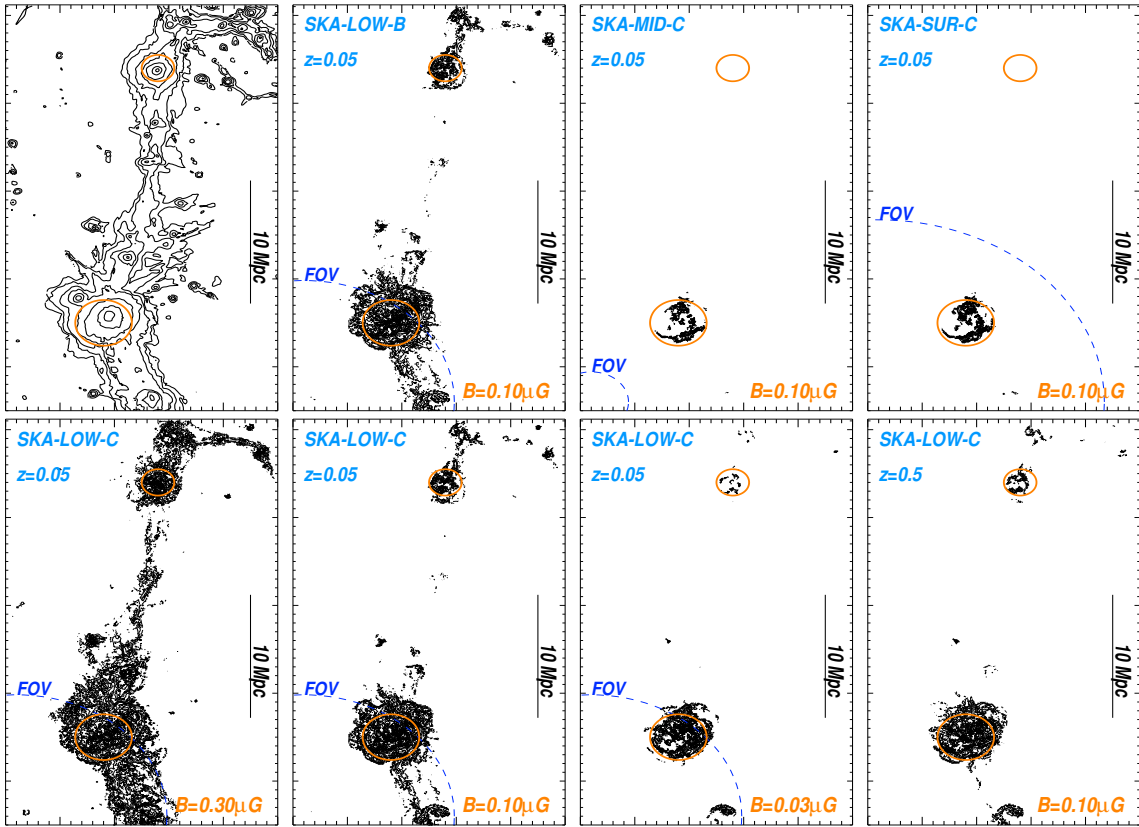 SKA-LOW-B
z=0.05
10 Mpc
FOV
B=0.10μG
SKA-MID-C
z=0.05
10 Mpc
FOV
B=0.10μG
SKA-SUR-C
z=0.05
FOV
10 Mpc
B=0.10μG
10 Mpc
SKA-LOW-C
z=0.05
10 Mpc
FOV
B=0.30μG
SKA-LOW-C
z=0.05
10 Mpc
FOV
B=0.10μG
SKA-LOW-C
z=0.05
10 Mpc
FOV
B=0.03μG
SKA-LOW-C
z=0.5
B=0.10μG